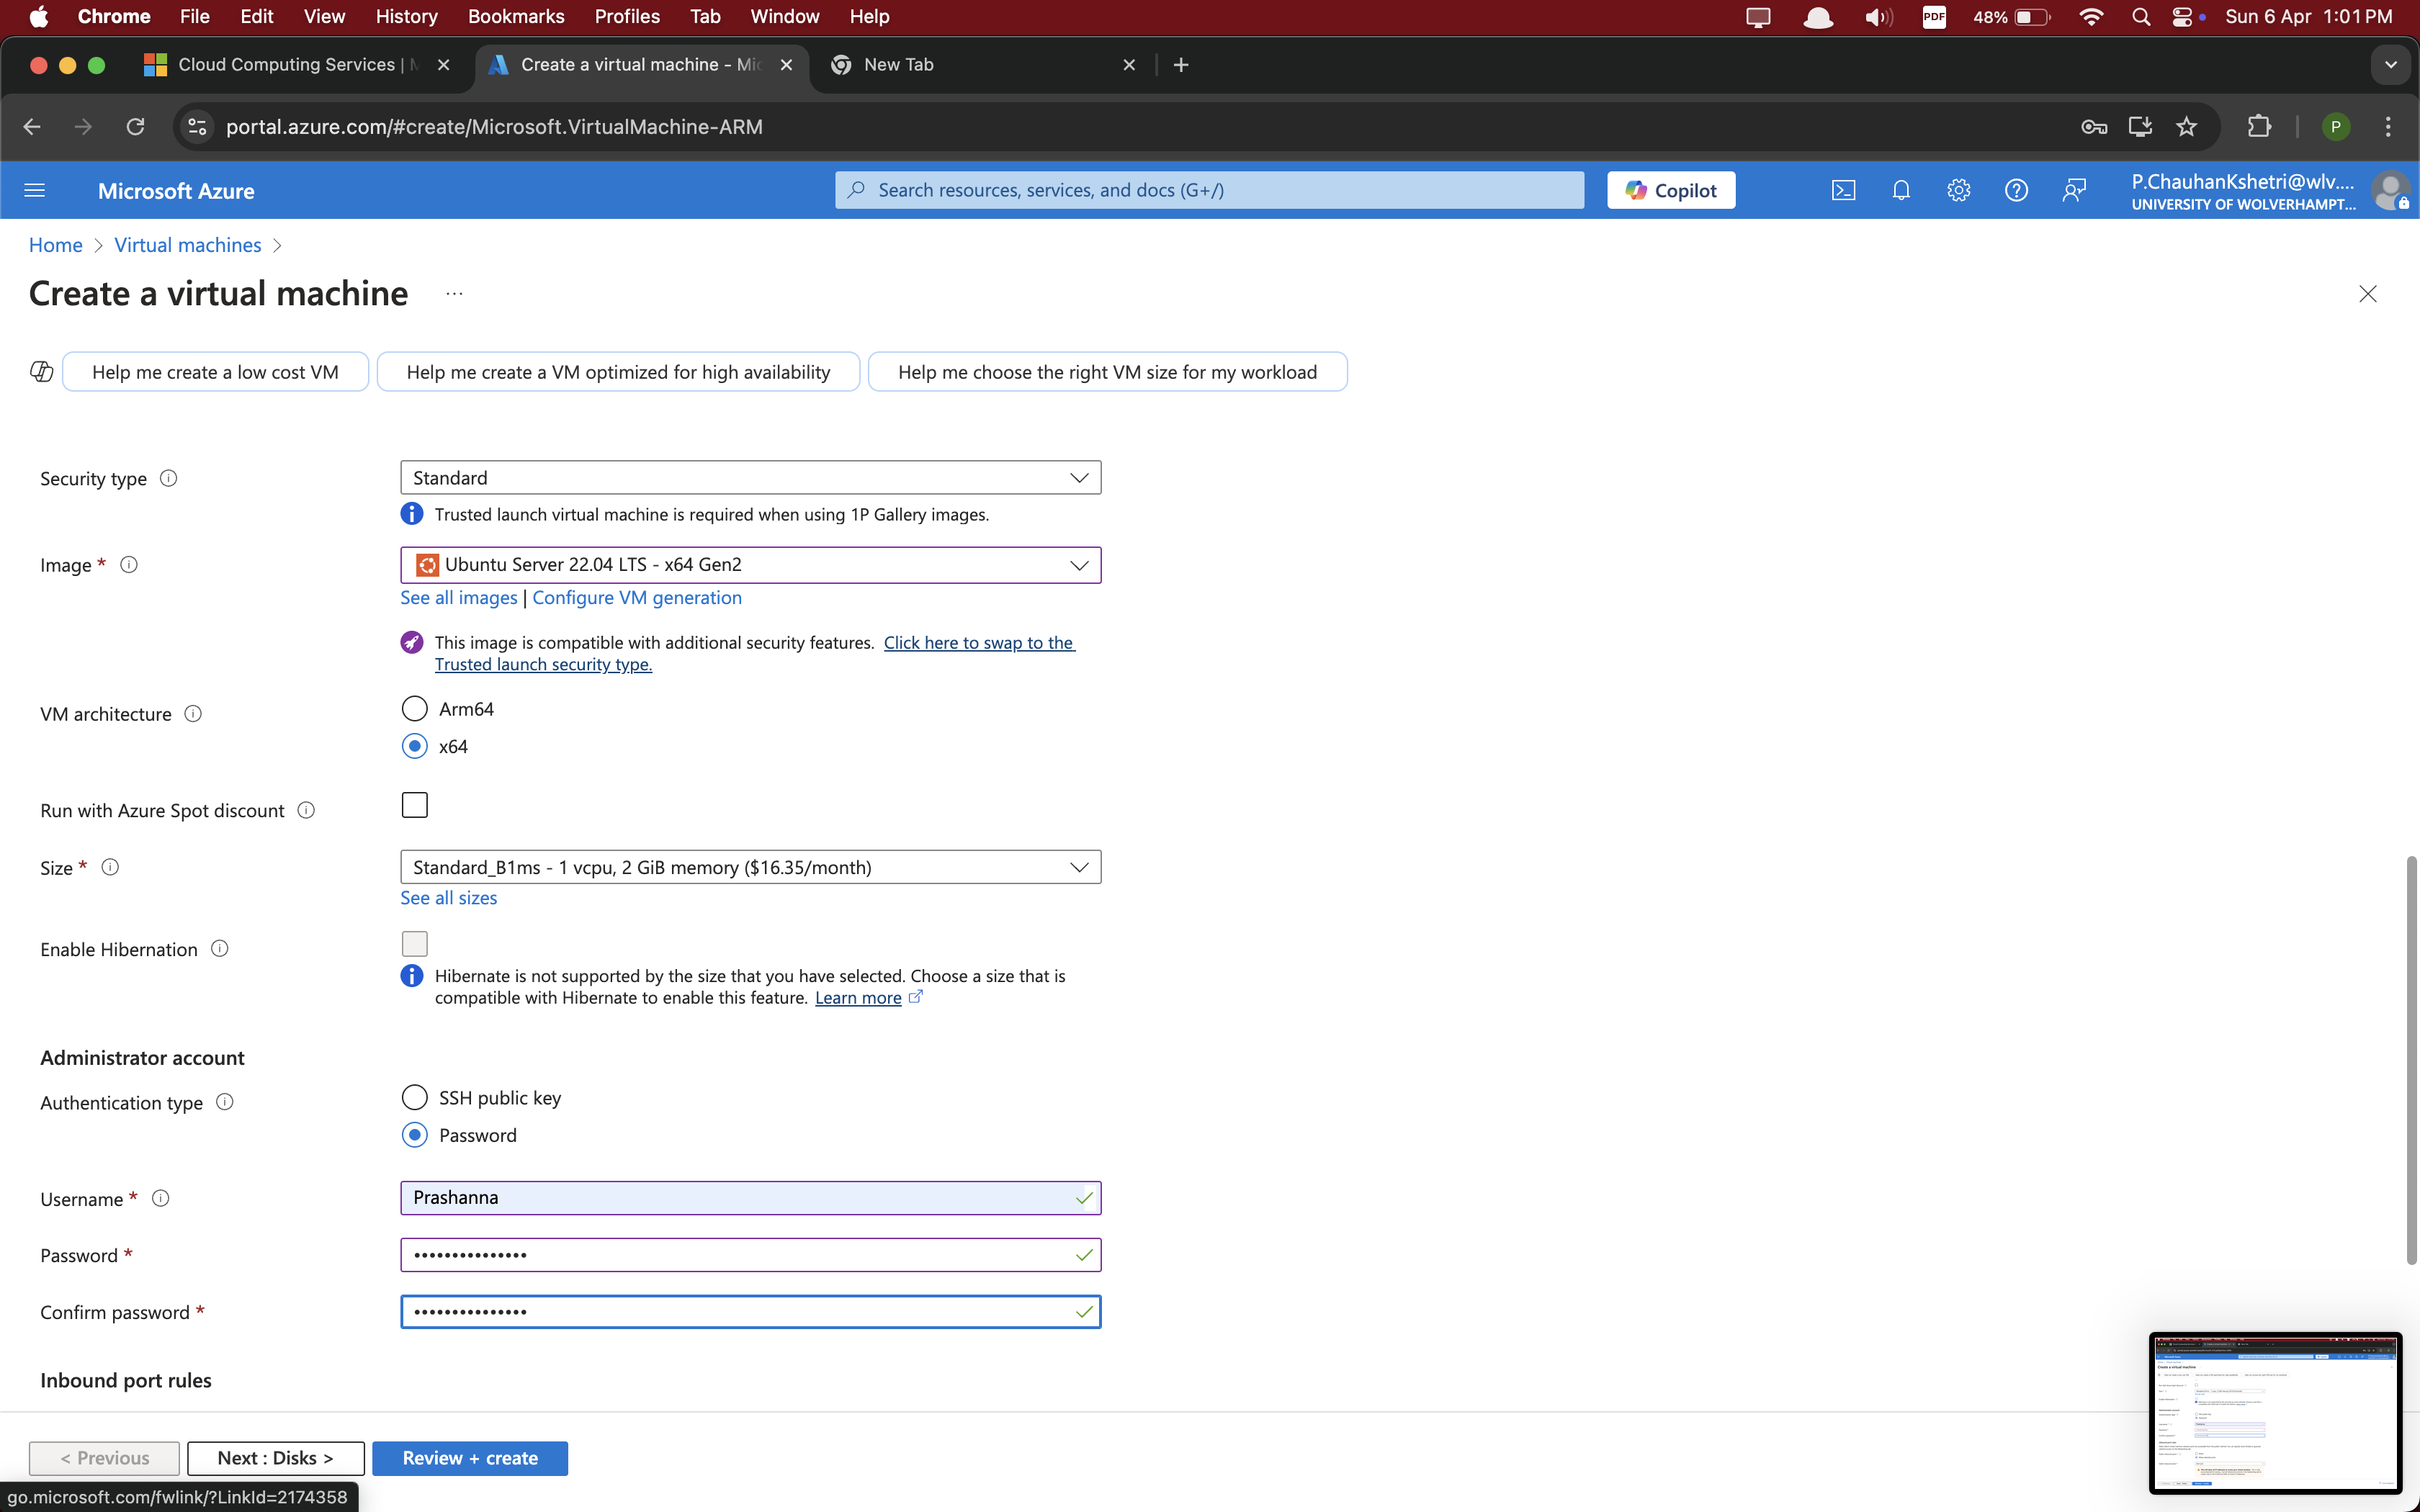 Chrome File Edit View History Bookmarks Profiles Tab Window Help PDF 48% Sun 6 Apr 1:01 PM
Cloud Computing Services | M Create a virtual machine - Mic New Tab
portal.azure.com/#create/Microsoft.VirtualMachine-ARM P
Microsoft Azure Search resources, services, and docs (G+/) Copilot P.ChauhanKshetri@wlv....
UNIVERSITY OF WOLVERHAMPT...
Home > Virtual machines >
Create a virtual machine ...
Help me create a low cost VM Help me create a VM optimized for high availability Help me choose the right VM size for my workload
Security type Standard
Trusted launch virtual machine is required when using 1P Gallery images.
Image * Ubuntu Server 22.04 LTS - x64 Gen2
See all images | Configure VM generation
This image is compatible with additional security features. Click here to swap to the
Trusted launch security type.
VM architecture Arm64
x64
Run with Azure Spot discount
Size * Standard_B1ms - 1 vcpu, 2 GiB memory ($16.35/month)
See all sizes
Enable Hibernation
Hibernate is not supported by the size that you have selected. Choose a size that is
compatible with Hibernate to enable this feature. Learn more
Administrator account
Authentication type SSH public key
Password
Username * Prashanna
Password * •••••••••••••••
Confirm password * •••••••••••••••
Inbound port rules
< Previous Next : Disks > Review + create
go.microsoft.com/fwlink/?LinkId=2174358